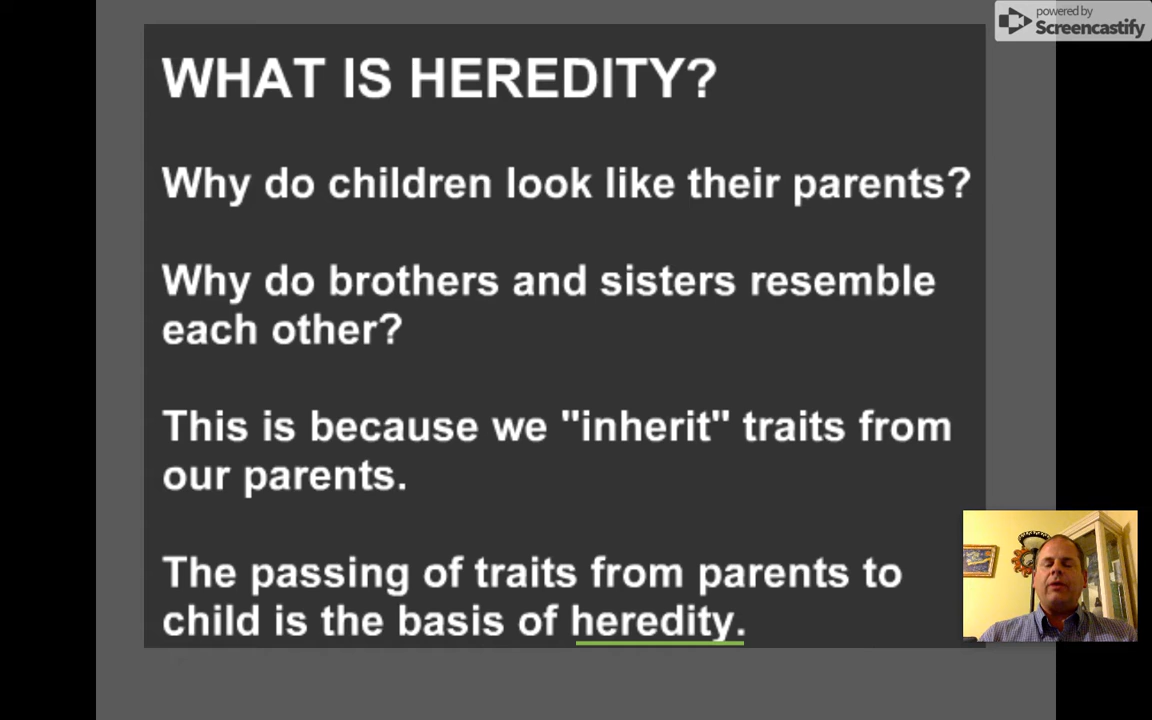 powered by
Screencastify
WHAT IS HEREDITY?
Why do children look like their parents?
Why do brothers and sisters resemble
each other?
This is because we "inherit" traits from
our parents.
The passing of traits from parents to
child is the basis of heredity.